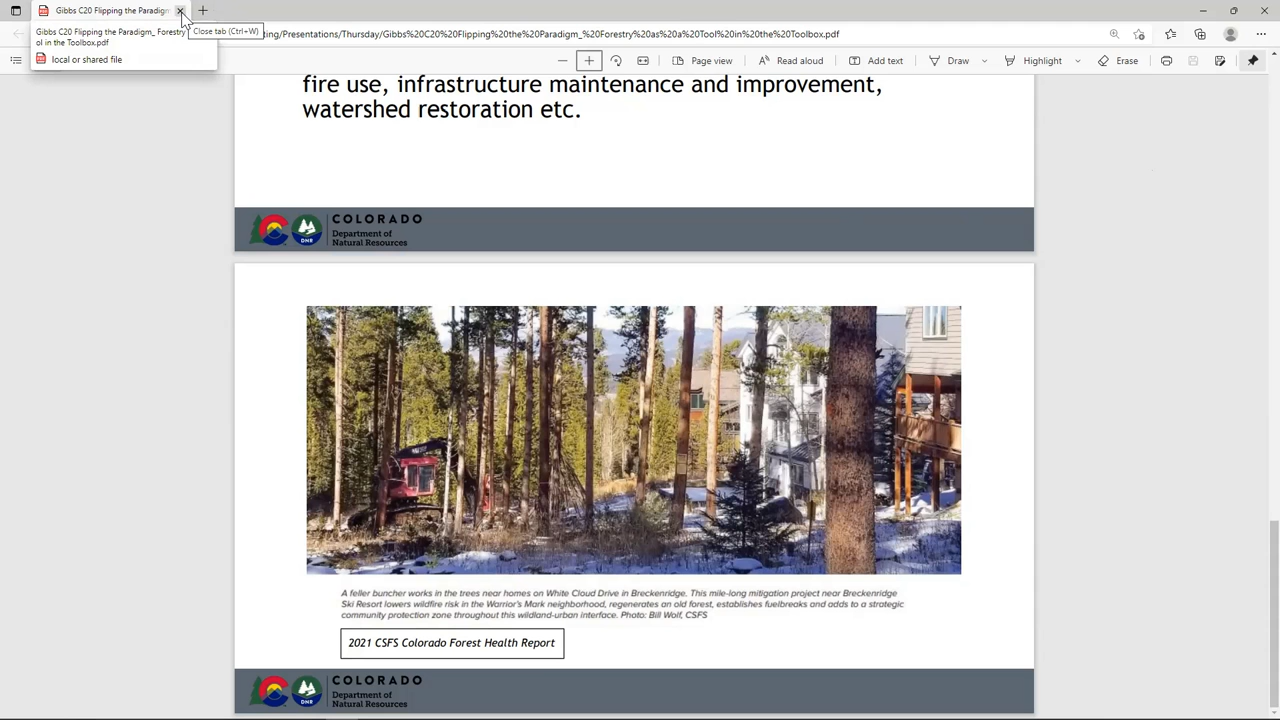 Gibbs C20 Flipping the Paradigm_
Close tab (Ctrl+W)
Gibbs C20 Flipping the Paradigm_ Forestry
ol in the Toolbox.pdf
local or shared file
ing/Presentations/Thursday/Gibbs%20C20%20Flipping%20the%20Paradigm_%20Forestry%20as%20a%20Tool%20in%20the%20Toolbox.pdf
Page view
Read aloud
Add text
Draw
Highlight
Erase
fire use, infrastructure maintenance and improvement,
watershed restoration etc.
DNR
COLORADO
Department of
Natural Resources
A feller buncher works in the trees near homes on White Cloud Drive in Breckenridge. This mile-long mitigation project near Breckenridge
Ski Resort lowers wildfire risk in the Warrior's Mark neighborhood, regenerates an old forest, establishes fuelbreaks and adds to a strategic
community protection zone throughout this wildland-urban interface. Photo: Bill Wolf, CSFS
2021 CSFS Colorado Forest Health Report
DNR
COLORADO
Department of
Natural Resources